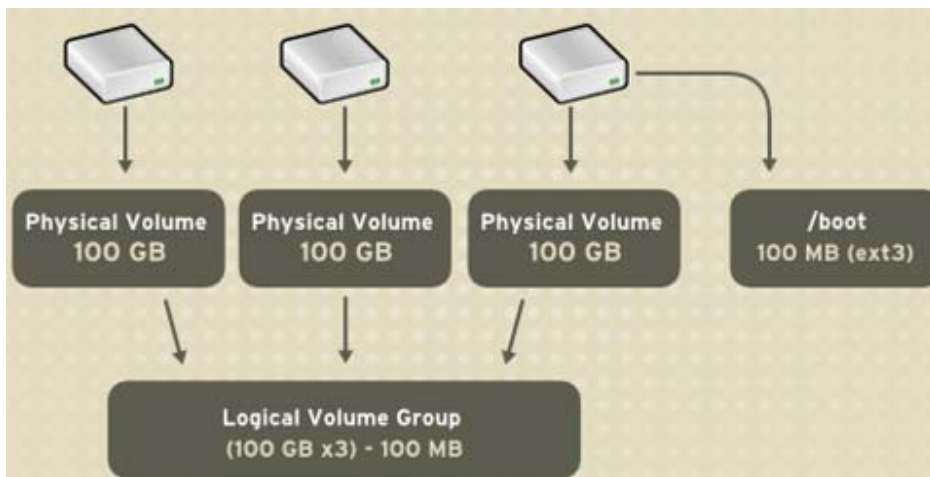 Physical Volume
100 GB
Physical Volume
100 GB
Physical Volume
100 GB
/boot
100 MB (ext3)
Logical Volume Group
(100 GB x3) - 100 MB